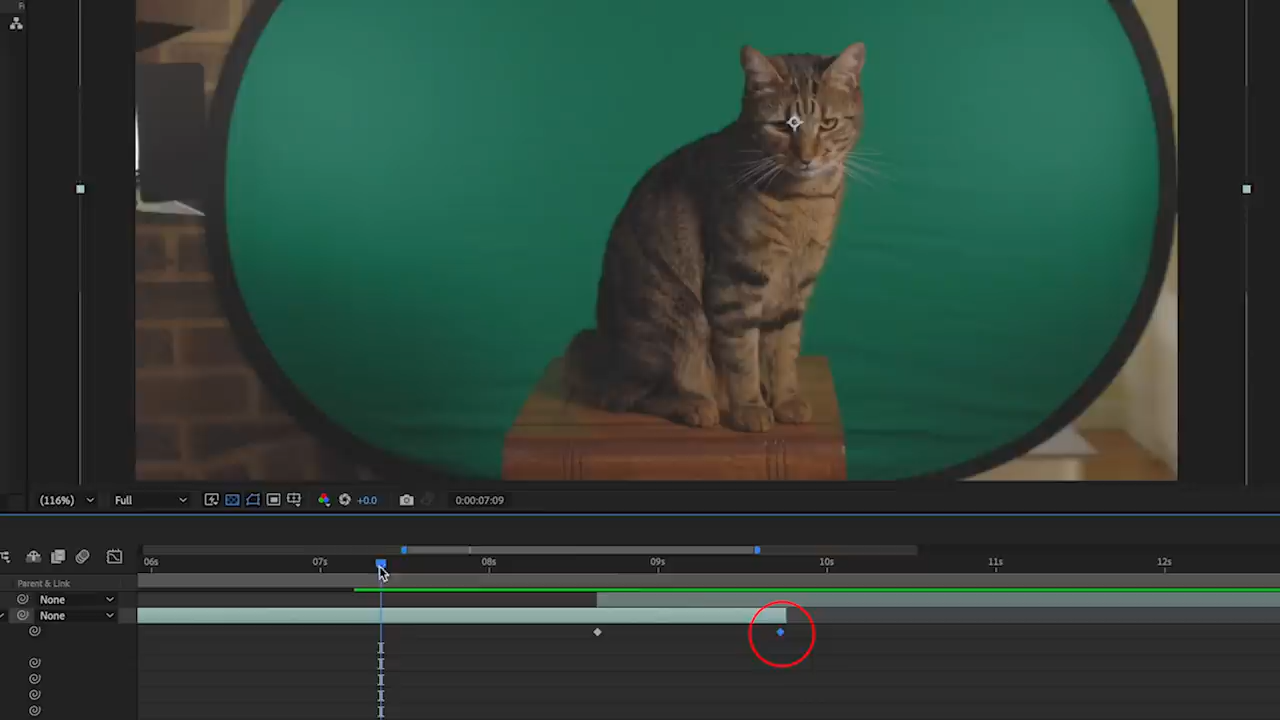 (116%)
Full
+0.0
0:00:07:09
06s
07s
08s
09s
10s
11s
12s
Parent & Link
None
None